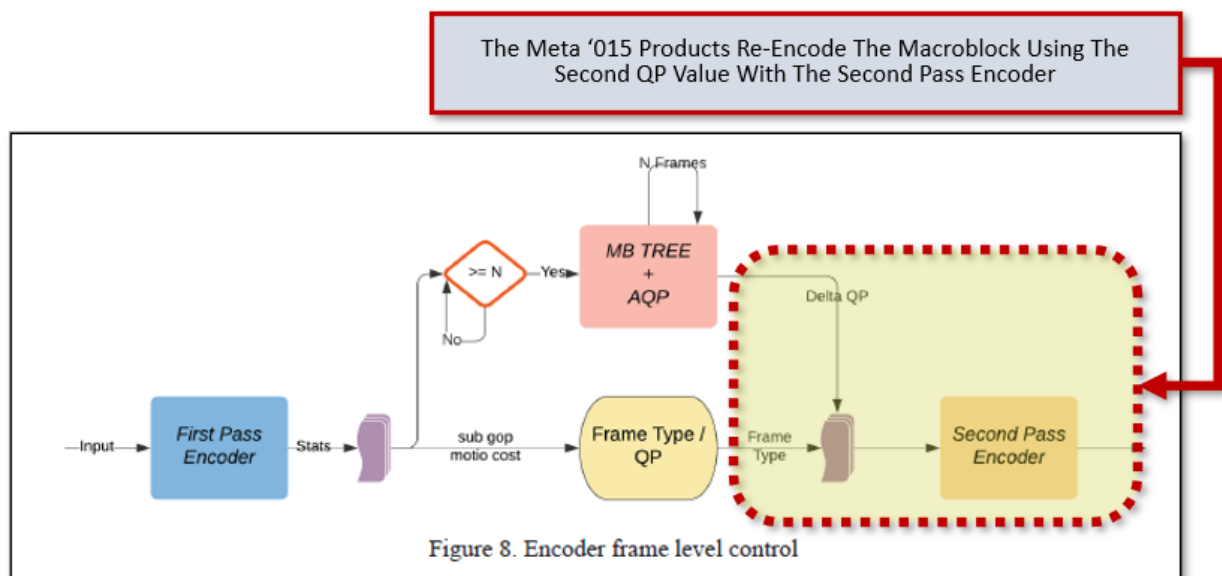 The Meta ‘015 Products Re-Encode The Macroblock Using The
Second QP Value With The Second Pass Encoder
N Frames
MB TREE
+
AQP
>= N
Yes
No
Delta QP
Input
First Pass
Encoder
Stats
sub gop
motio cost
Frame Type /
QP
Frame
Type
Second Pass
Encoder
Figure 8. Encoder frame level control